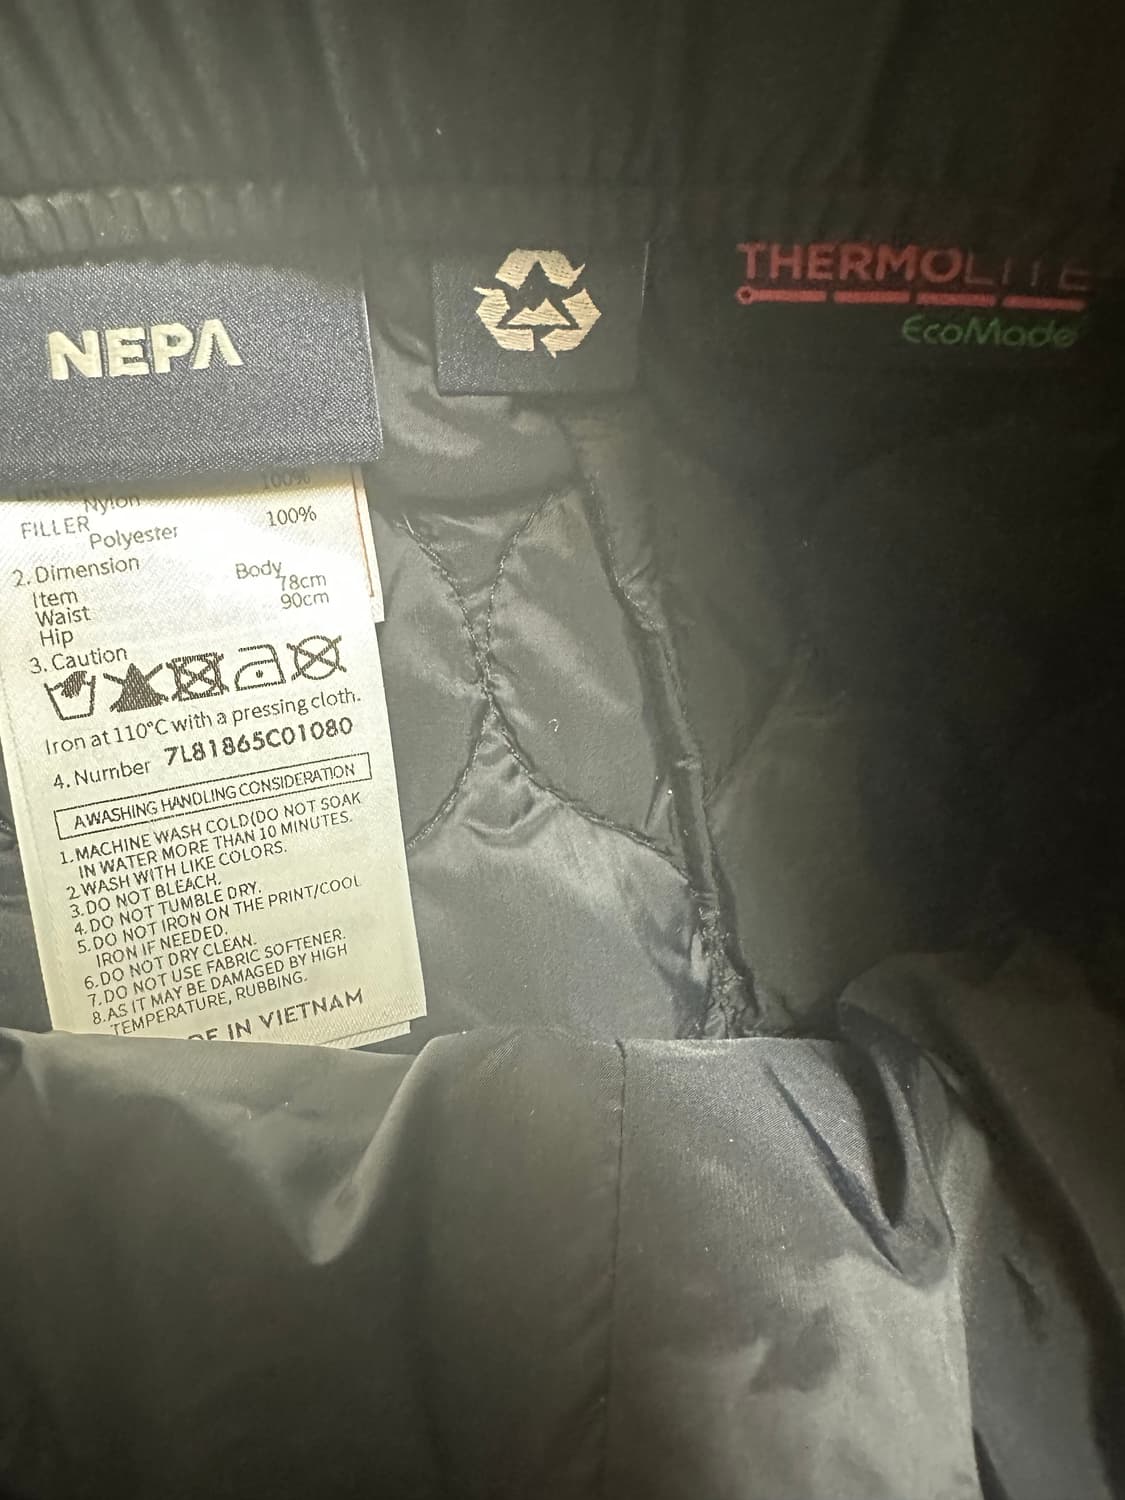 NEPA
THERMOLITE
EcoMade
100%
Nylon
FILLER
Polyester 100%
2. Dimension
Item Body
Waist 78cm
Hip 90cm
3. Caution
Iron at 110°C with a pressing cloth.
4. Number 7L81865C01080
AWASHING HANDLING CONSIDERATION
1.MACHINE WASH COLD(DO NOT SOAK
IN WATER MORE THAN 10 MINUTES.
2.WASH WITH LIKE COLORS.
3.DO NOT BLEACH.
4.DO NOT TUMBLE DRY.
5.DO NOT IRON ON THE PRINT/COOL
IRON IF NEEDED.
6.DO NOT DRY CLEAN.
7.DO NOT USE FABRIC SOFTENER.
8.AS IT MAY BE DAMAGED BY HIGH
TEMPERATURE, RUBBING.
IN VIETNAM